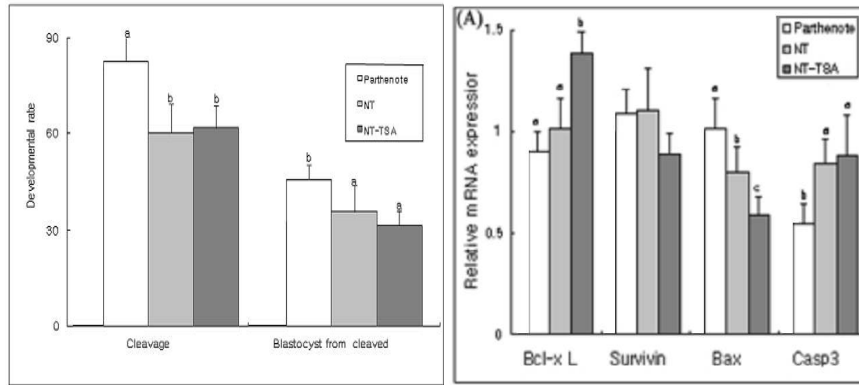 90
60
30
0
Developmental rate
a
b
b
b
a
a
Parthenote
NT
NT-TSA
Cleavage
Blastocyst from cleaved
(A)
1.5
1
0.5
0
Relative mRNA expression
Parthenote
NT
NT-TSA
a
a
b
a
b
c
b
a
a
Bcl-x L
Survivin
Bax
Casp3